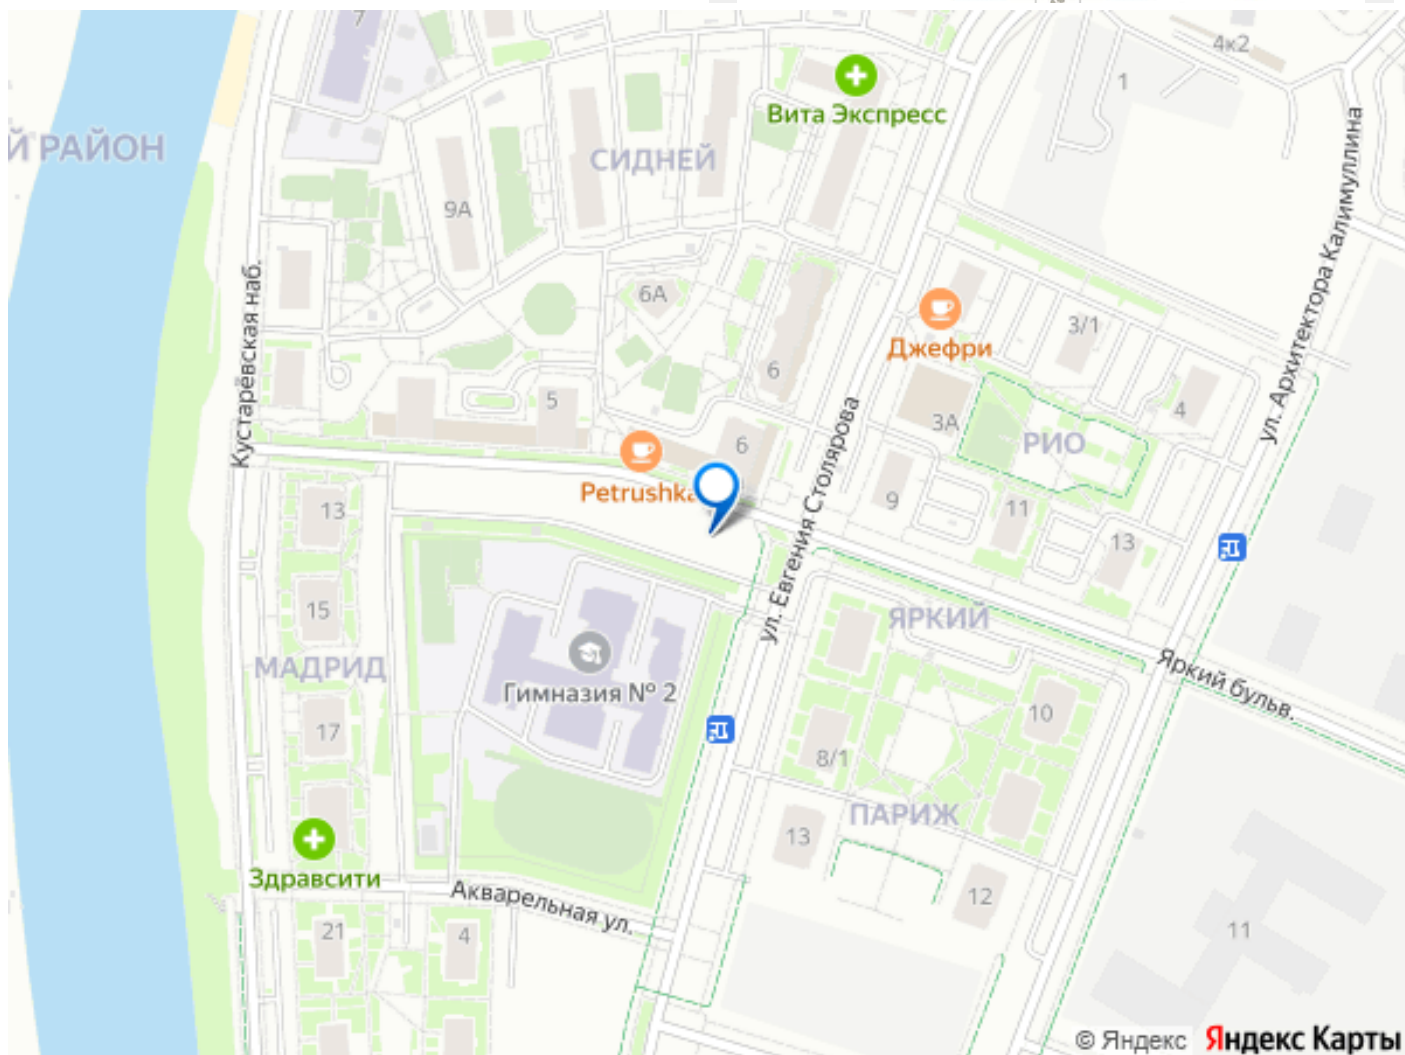 7
4к2
1
Вита Экспресс
Й РАЙОН
СИДНЕЙ
9А
ул. Архитектора Калимуллина
Кустарёвская наб.
6А
3/1
Джефри
6
5
4
3А
РИО
6
Petrushka
ул. Евгения Столярова
9
11
13
13
15
ЯРКИЙ
МАДРИД
Гимназия № 2
Яркий бульв.
17
10
8/1
ПАРИЖ
13
Здравсити
Акварельная ул.
12
21
4
11
© Яндекс
Яндекс Карты